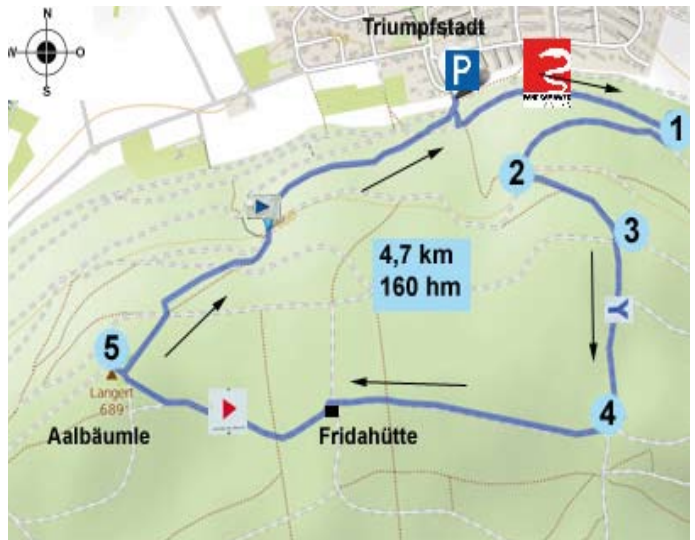 N
W
O
S
Triumpfstadt
P
1
2
3
4,7 km
160 hm
5
Langert
689
4
Aalbäumle
Fridahütte